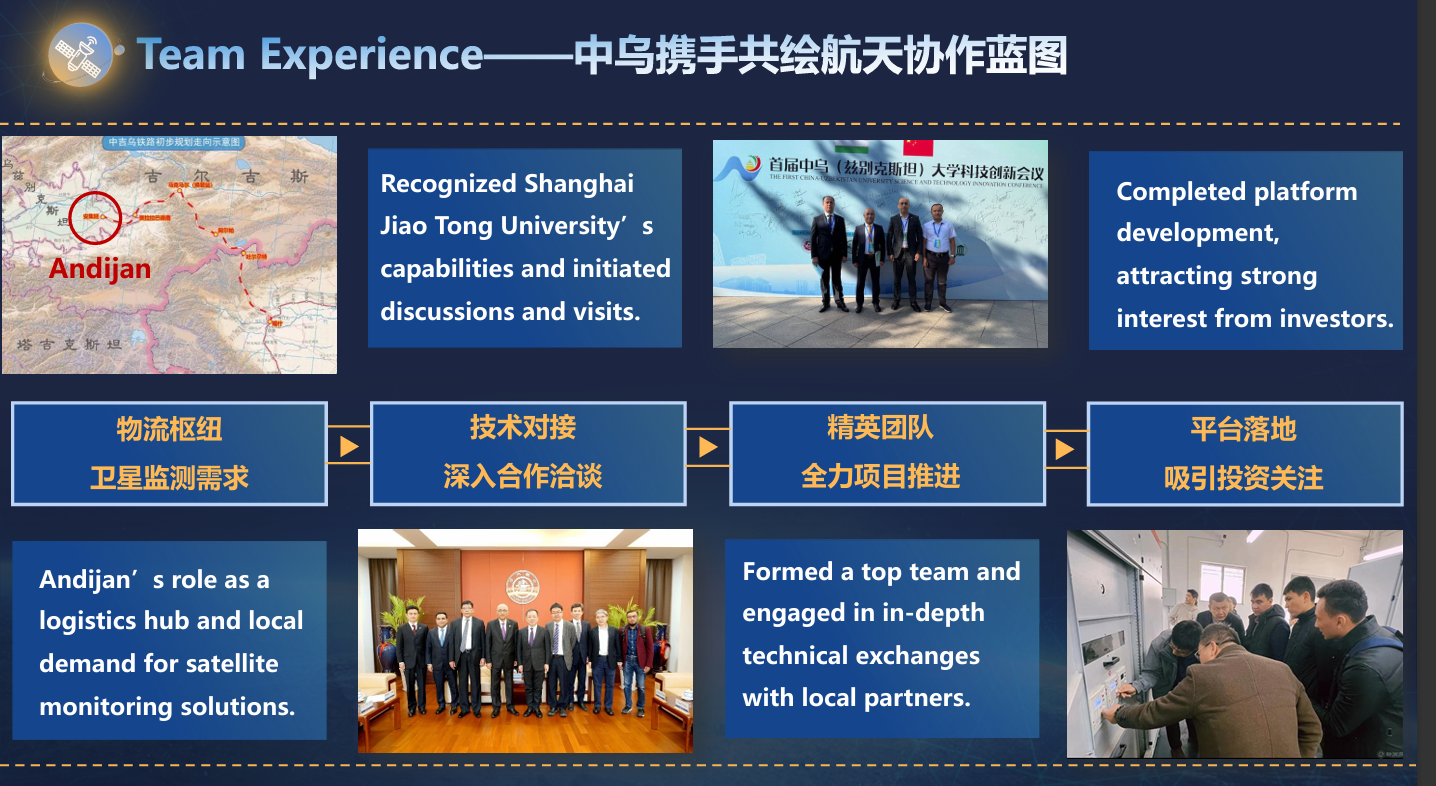 Team Experience——中乌携手共绘航天协作蓝图
中吉乌铁路初步规划走向示意图
乌
兹
别
克
斯
坦
吉 尔 吉 斯
Andijan
塔 吉 克 斯 坦
Recognized Shanghai
Jiao Tong University’s
capabilities and initiated
discussions and visits.
首届中乌（兹别克斯坦）大学科技创新会议
THE FIRST CHINA-UZBEKISTAN UNIVERSITY SCIENCE AND TECHNOLOGY INNOVATION CONFERENCE
Completed platform
development,
attracting strong
interest from investors.
物流枢纽
卫星监测需求
技术对接
深入合作洽谈
精英团队
全力项目推进
平台落地
吸引投资关注
Andijan’s role as a
logistics hub and local
demand for satellite
monitoring solutions.
Formed a top team and
engaged in in-depth
technical exchanges
with local partners.